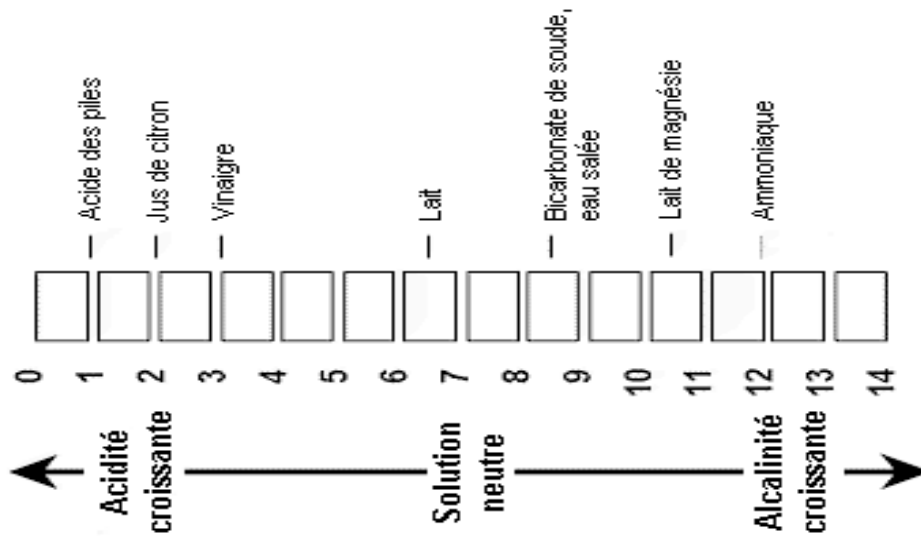 Acide des piles
Jus de citron
Vinaigre
Lait
Bicarbonate de soude,
eau salée
Lait de magnésie
Ammoniaque
0
1
2
3
4
5
6
7
8
9
10
11
12
13
14
Acidité
croissante
Solution
neutre
Alcalinité
croissante